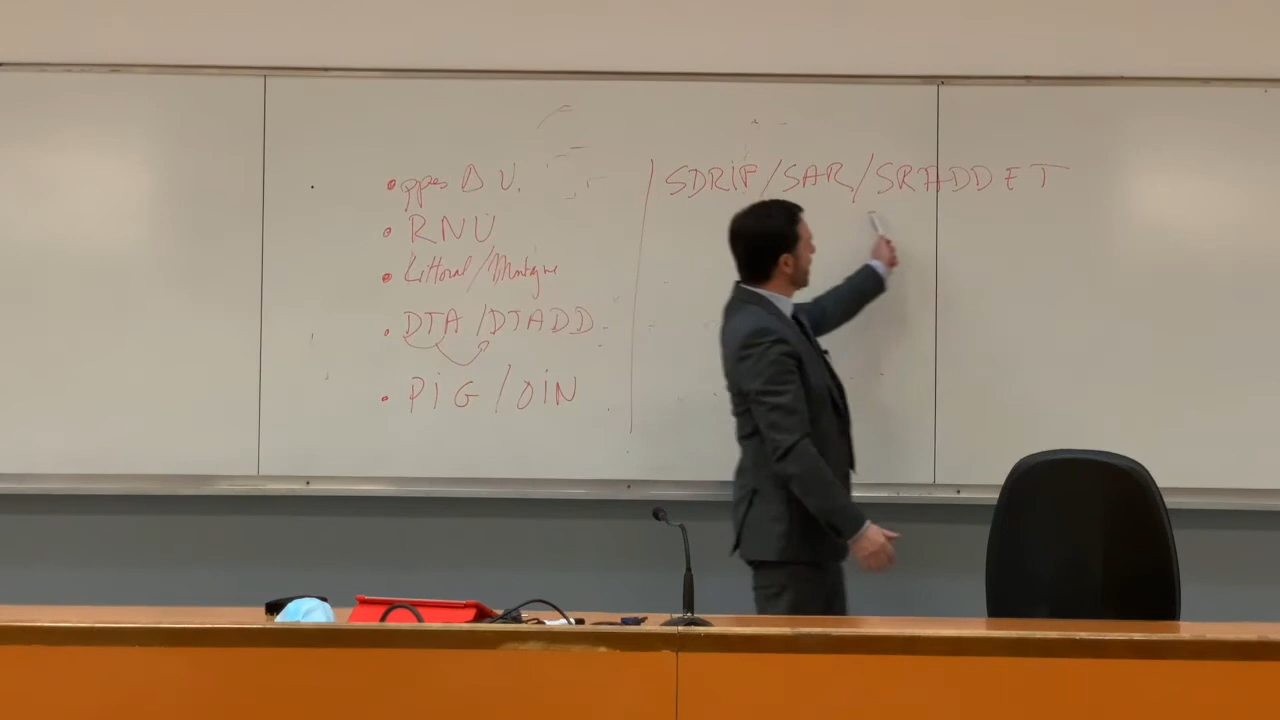 • ppes D U.
• RNU
• Littoral/Montagne
• DTA/DTADD
• PIG/OIN
SDRIF/SAR/SRADDET